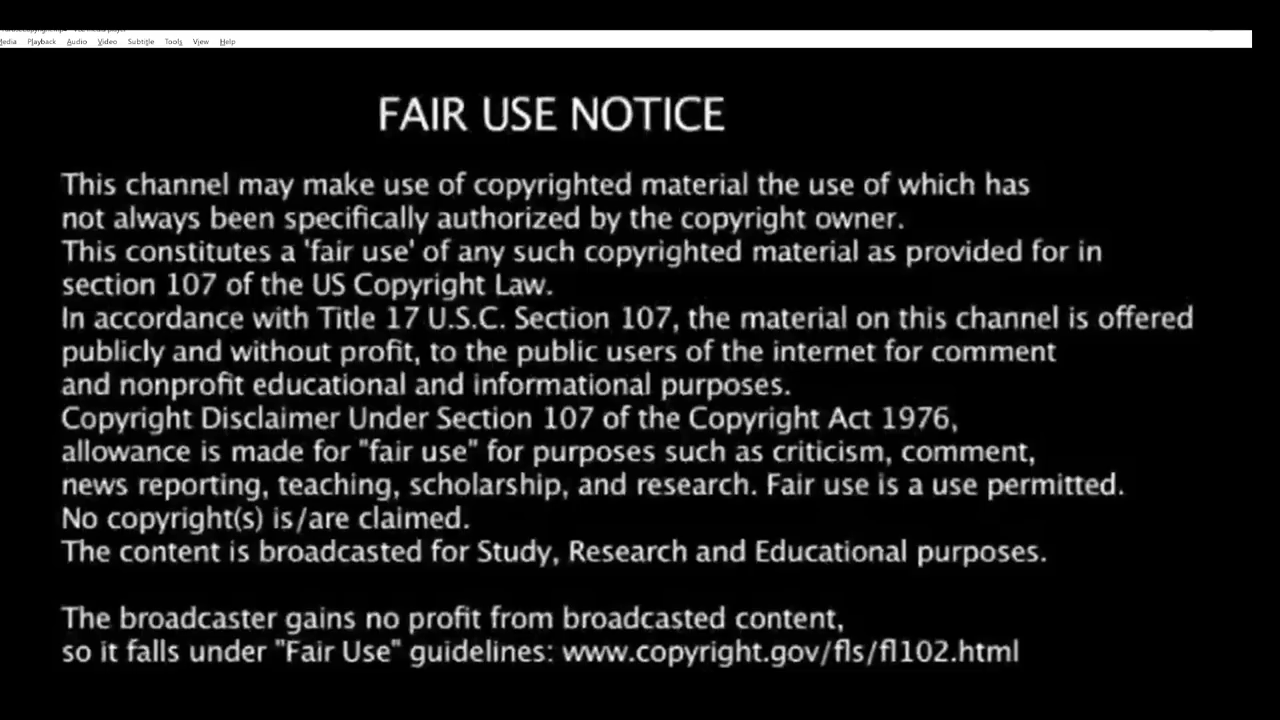 Playback Audio Video Subtitle Tools View Help
FAIR USE NOTICE
This channel may make use of copyrighted material the use of which has
not always been specifically authorized by the copyright owner.
This constitutes a 'fair use' of any such copyrighted material as provided for in
section 107 of the US Copyright Law.
In accordance with Title 17 U.S.C. Section 107, the material on this channel is offered
publicly and without profit, to the public users of the internet for comment
and nonprofit educational and informational purposes.
Copyright Disclaimer Under Section 107 of the Copyright Act 1976,
allowance is made for "fair use" for purposes such as criticism, comment,
news reporting, teaching, scholarship, and research. Fair use is a use permitted.
No copyright(s) is/are claimed.
The content is broadcasted for Study, Research and Educational purposes.
The broadcaster gains no profit from broadcasted content,
so it falls under "Fair Use" guidelines: www.copyright.gov/fls/fl102.html